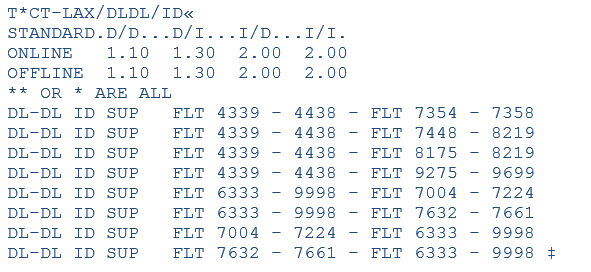 T*CT-LAX/DLDL/ID«
STANDARD.D/D...D/I...I/D...I/I.
ONLINE   1.10  1.30  2.00  2.00
OFFLINE  1.10  1.30  2.00  2.00
** OR * ARE ALL
DL-DL ID SUP   FLT 4339 - 4438 - FLT 7354 - 7358
DL-DL ID SUP   FLT 4339 - 4438 - FLT 7448 - 8219
DL-DL ID SUP   FLT 4339 - 4438 - FLT 8175 - 8219
DL-DL ID SUP   FLT 4339 - 4438 - FLT 9275 - 9699
DL-DL ID SUP   FLT 6333 - 9998 - FLT 7004 - 7224
DL-DL ID SUP   FLT 6333 - 9998 - FLT 7632 - 7661
DL-DL ID SUP   FLT 7004 - 7224 - FLT 6333 - 9998
DL-DL ID SUP   FLT 7632 - 7661 - FLT 6333 - 9998 ‡